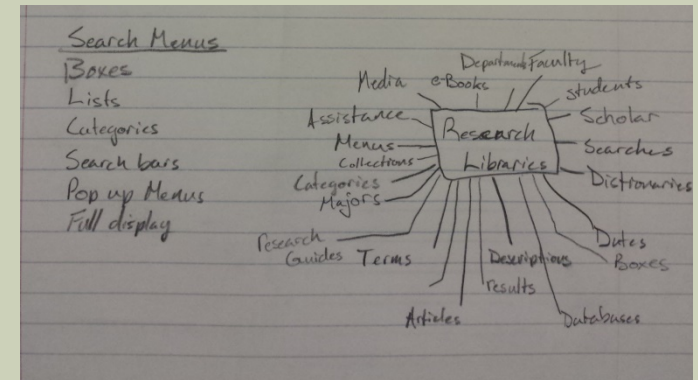 Search Menus
Boxes
Lists
Categories
Search bars
Pop up Menus
Full display
Research
Libraries
Media
e-Books
Departments
Faculty
students
Scholar
Searches
Dictionaries
Dates
Boxes
Databases
Descriptions
results
Articles
Terms
research
Guides
Majors
Categories
Collections
Menus
Assistance